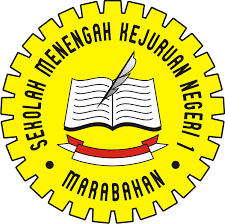 SEKOLAH MENENGAH KEJURUAN NEGERI 1
MARABAHAN